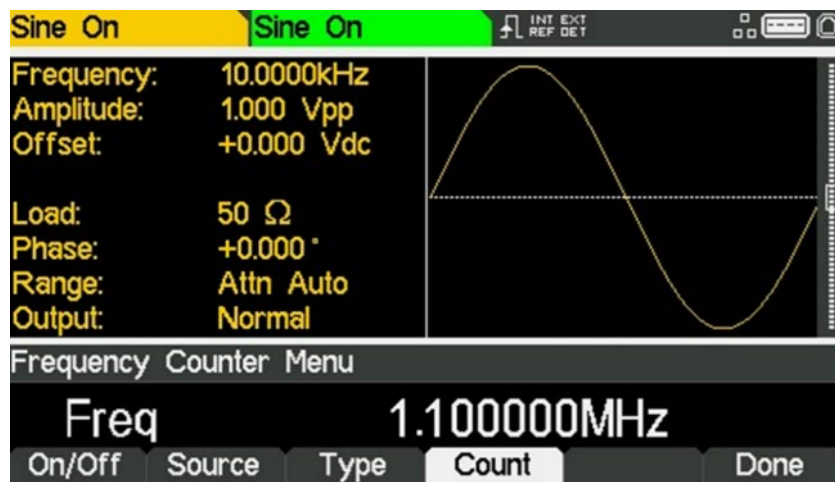 Sine On Sine On INT EXT
REF DET
Frequency: 10.0000kHz
Amplitude: 1.000 Vpp
Offset: +0.000 Vdc
Load: 50 Ω
Phase: +0.000 °
Range: Attn Auto
Output: Normal
Frequency Counter Menu
Freq 1.100000MHz
On/Off Source Type Count Done